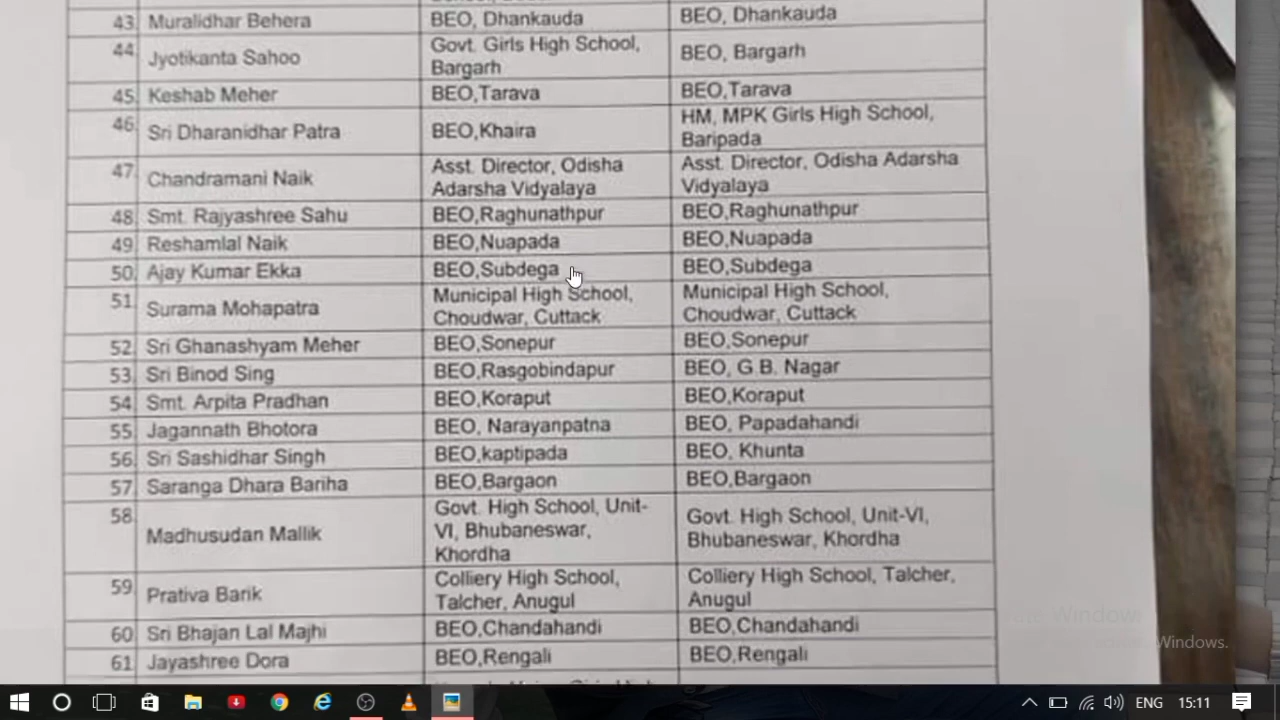 43. Muralidhar Behera BEO, Dhankauda BEO, Dhankauda
44. Jyotikanta Sahoo Govt. Girls High School, BEO, Bargarh
Bargarh
45. Keshab Meher BEO,Tarava BEO,Tarava
46. Sri Dharanidhar Patra BEO,Khaira HM, MPK Girls High School,
Baripada
47. Chandramani Naik Asst. Director, Odisha Asst. Director, Odisha Adarsha
Adarsha Vidyalaya Vidyalaya
48. Smt. Rajyashree Sahu BEO,Raghunathpur BEO,Raghunathpur
49. Reshamlal Naik BEO,Nuapada BEO,Nuapada
50. Ajay Kumar Ekka BEO,Subdega BEO,Subdega
51. Surama Mohapatra Municipal High School, Municipal High School,
Choudwar, Cuttack Choudwar, Cuttack
52. Sri Ghanashyam Meher BEO,Sonepur BEO,Sonepur
53. Sri Binod Sing BEO,Rasgobindapur BEO, G.B. Nagar
54. Smt. Arpita Pradhan BEO,Koraput BEO,Koraput
55. Jagannath Bhotora BEO, Narayanpatna BEO, Papadahandi
56. Sri Sashidhar Singh BEO,kaptipada BEO, Khunta
57. Saranga Dhara Bariha BEO,Bargaon BEO,Bargaon
58. Madhusudan Mallik Govt. High School, Unit- Govt. High School, Unit-VI,
VI, Bhubaneswar, Bhubaneswar, Khordha
Khordha
59. Prativa Barik Colliery High School, Colliery High School, Talcher,
Talcher, Anugul Anugul
60. Sri Bhajan Lal Majhi BEO,Chandahandi BEO,Chandahandi
61. Jayashree Dora BEO,Rengali BEO,Rengali
Window
Windows.
ENG 15:11